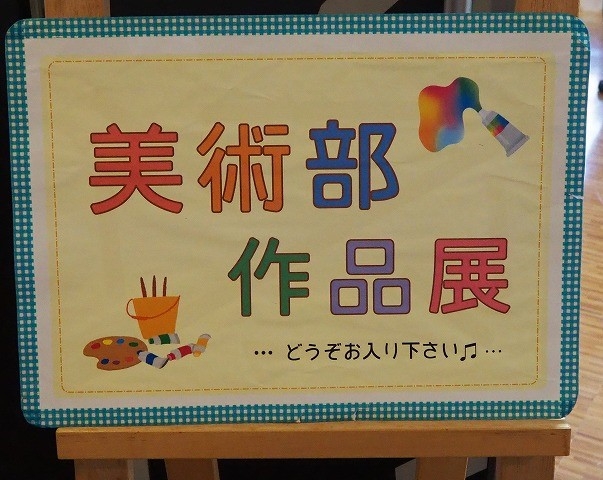 美術部
作品展
… どうぞお入り下さい♫ …